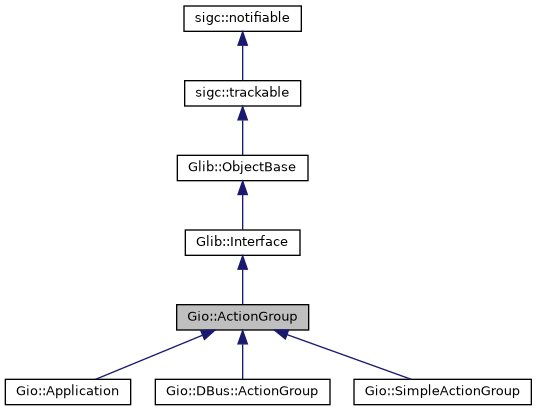 sigc::notifiable
sigc::trackable
Glib::ObjectBase
Glib::Interface
Gio::ActionGroup
Gio::Application
Gio::DBus::ActionGroup
Gio::SimpleActionGroup